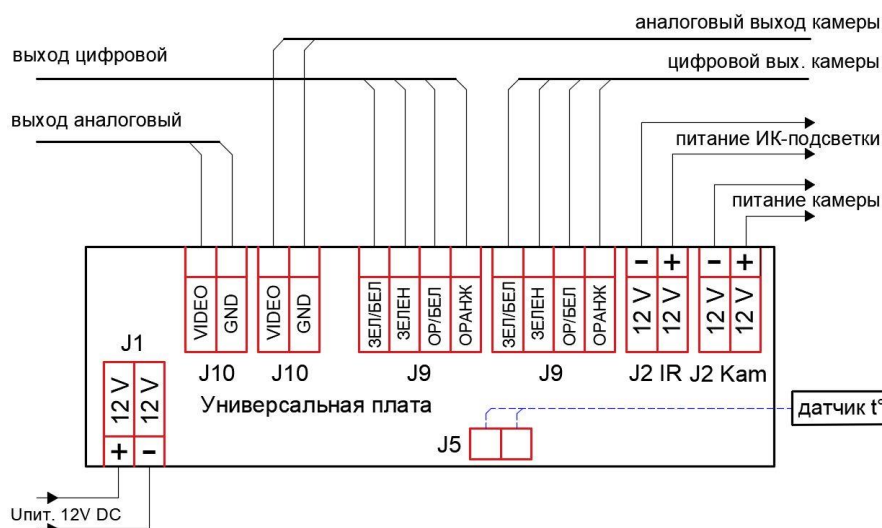 аналоговый выход камеры
выход цифровой
цифровой вых. камеры
выход аналоговый
питание ИК-подсветки
питание камеры
− + − +
VIDEO GND VIDEO GND ЗЕЛ/БЕЛ ЗЕЛЕН ОР/БЕЛ ОРАНЖ ЗЕЛ/БЕЛ ЗЕЛЕН ОР/БЕЛ ОРАНЖ 12 V 12 V 12 V 12 V
J1
J10 J10 J9 J9 J2 IR J2 Kam
12 V 12 V
Универсальная плата
датчик t°
J5
+ −
Uпит. 12V DC